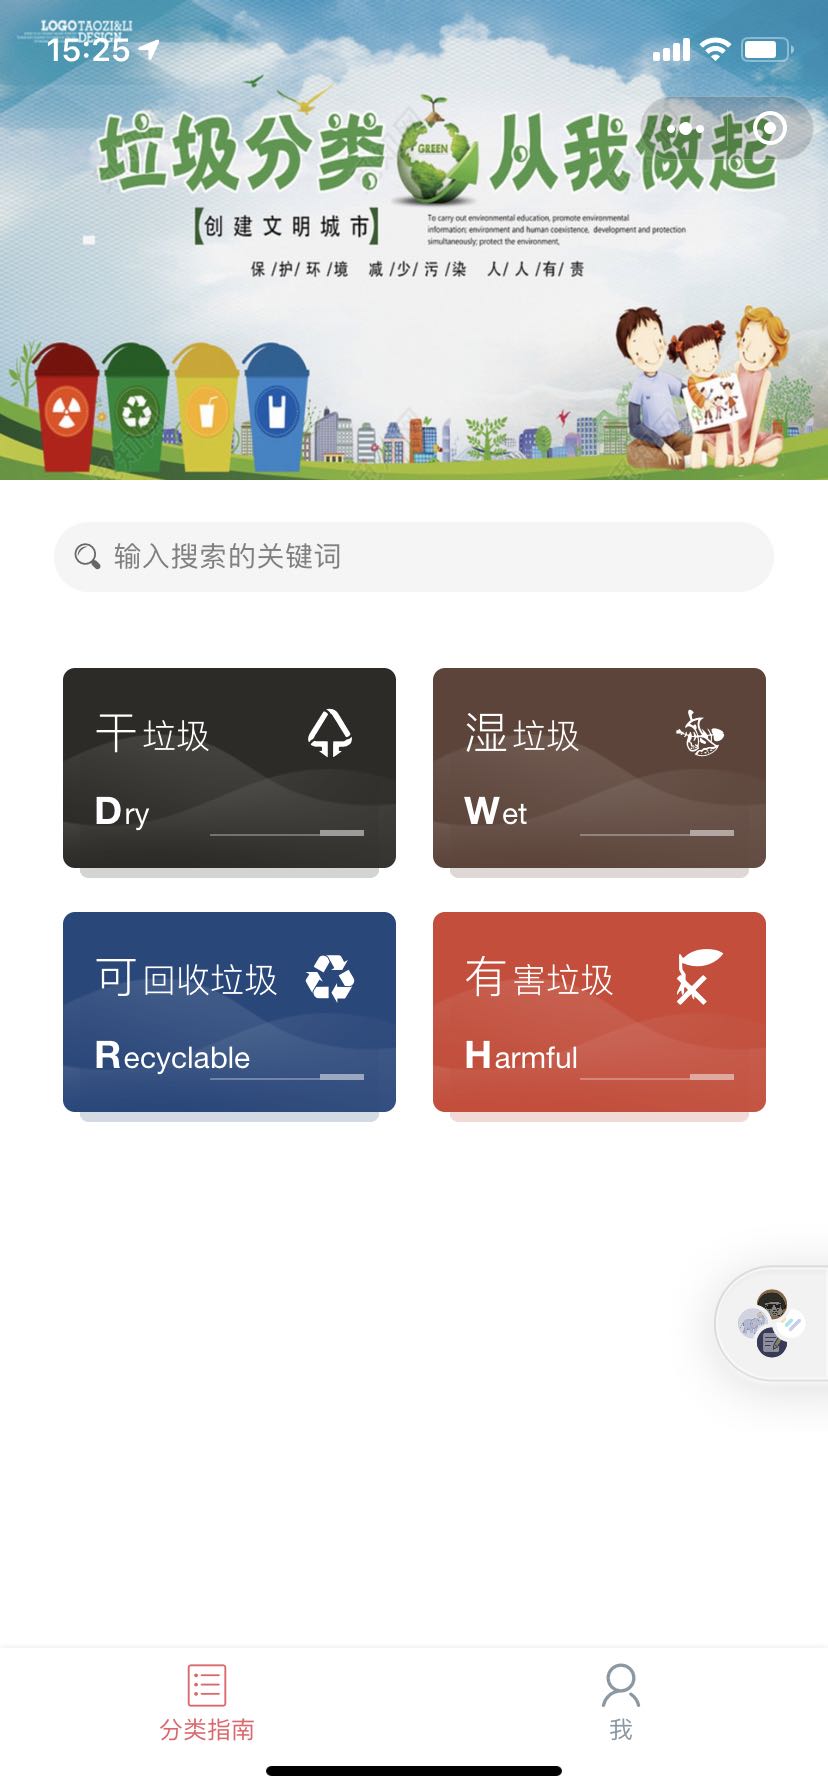 LOGO TAOZI&LI
DESIGN
15:25
垃圾分类 GREEN 从我做起
【创建文明城市】
To carry out environmental education, promote environmental
information; environment and human coexistence, development and protection
simultaneously; protect the environment,
保/护/环/境 减/少/污/染 人/人/有/责
输入搜索的关键词
干垃圾
Dry
湿垃圾
Wet
可回收垃圾
Recyclable
有害垃圾
Harmful
分类指南
我